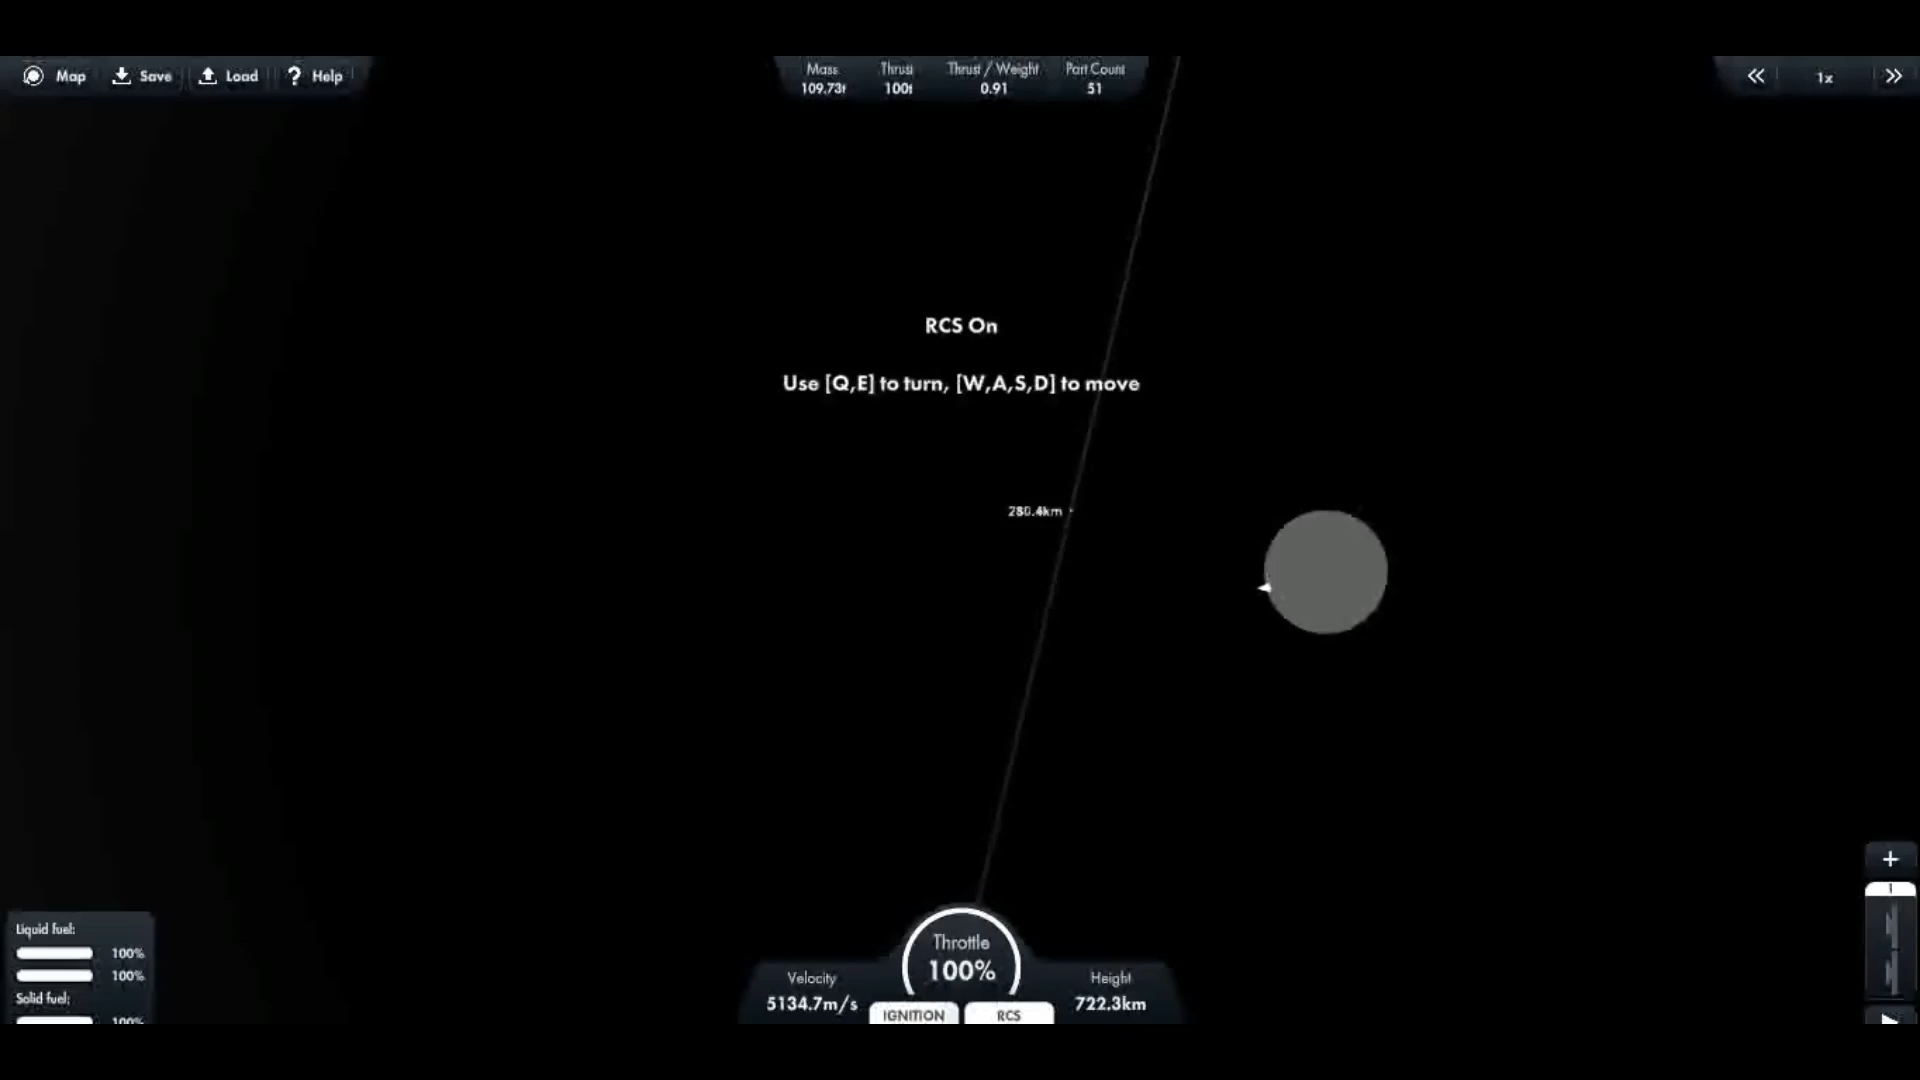 Map Save Load ? Help
Mass Thrust Thrust / Weight Part Count
109.73t 100t 0.91 51
1x
RCS On
Use [Q,E] to turn, [W,A,S,D] to move
280.4km
Liquid fuel:
100%
100%
Solid fuel:
100%
Throttle
100%
Velocity
5134.7m/s
Height
722.3km
IGNITION RCS